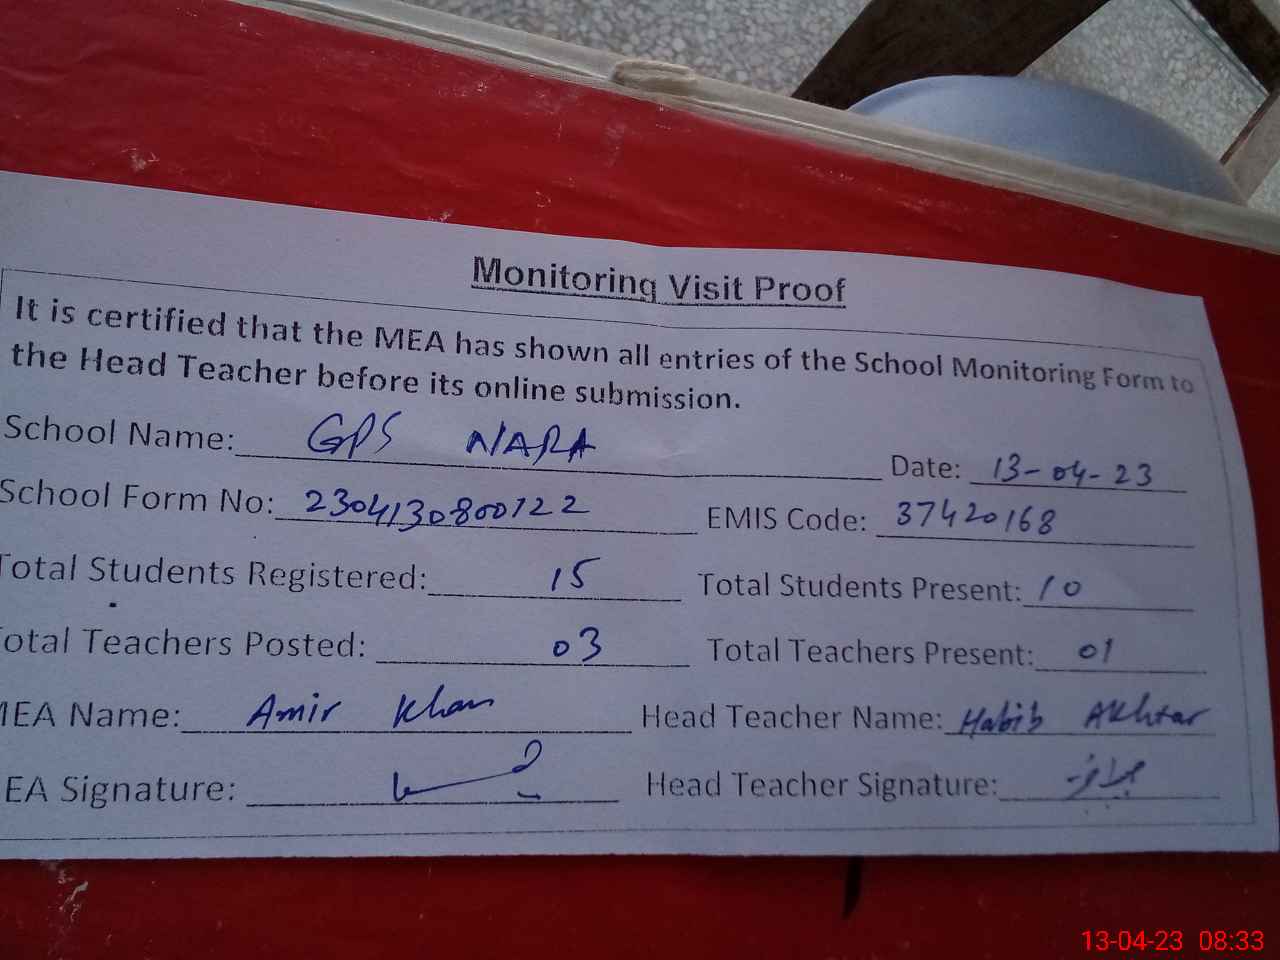 Monitoring Visit Proof
It is certified that the MEA has shown all entries of the School Monitoring Form to
the Head Teacher before its online submission.
School Name: GPS NARA Date: 13-04-23
School Form No: 2304130800122 EMIS Code: 37420168
Total Students Registered: 15 Total Students Present: 10
Total Teachers Posted: 03 Total Teachers Present: 01
MEA Name: Amir Khan Head Teacher Name: Habib Akhtar
EA Signature: Head Teacher Signature:
13-04-23 08:33